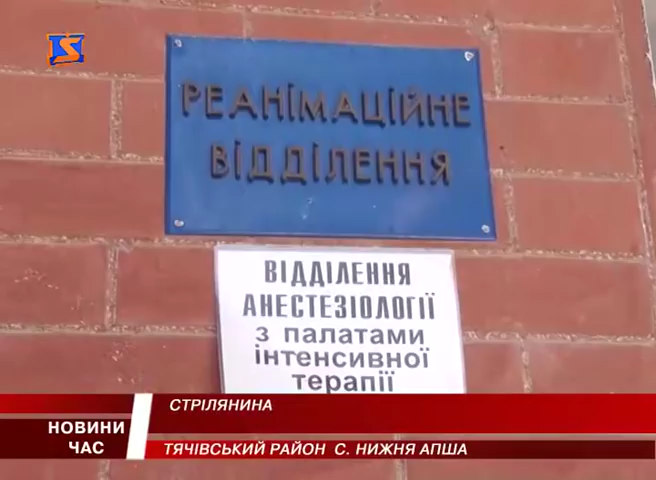 РЕАНІМАЦІЙНЕ
ВІДДІЛЕННЯ
ВІДДІЛЕННЯ
АНЕСТЕЗІОЛОГІЇ
з палатами
інтенсивної
терапії
СТРІЛЯНИНА
НОВИНИ
ЧАС
ТЯЧІВСЬКИЙ РАЙОН С. НИЖНЯ АПША